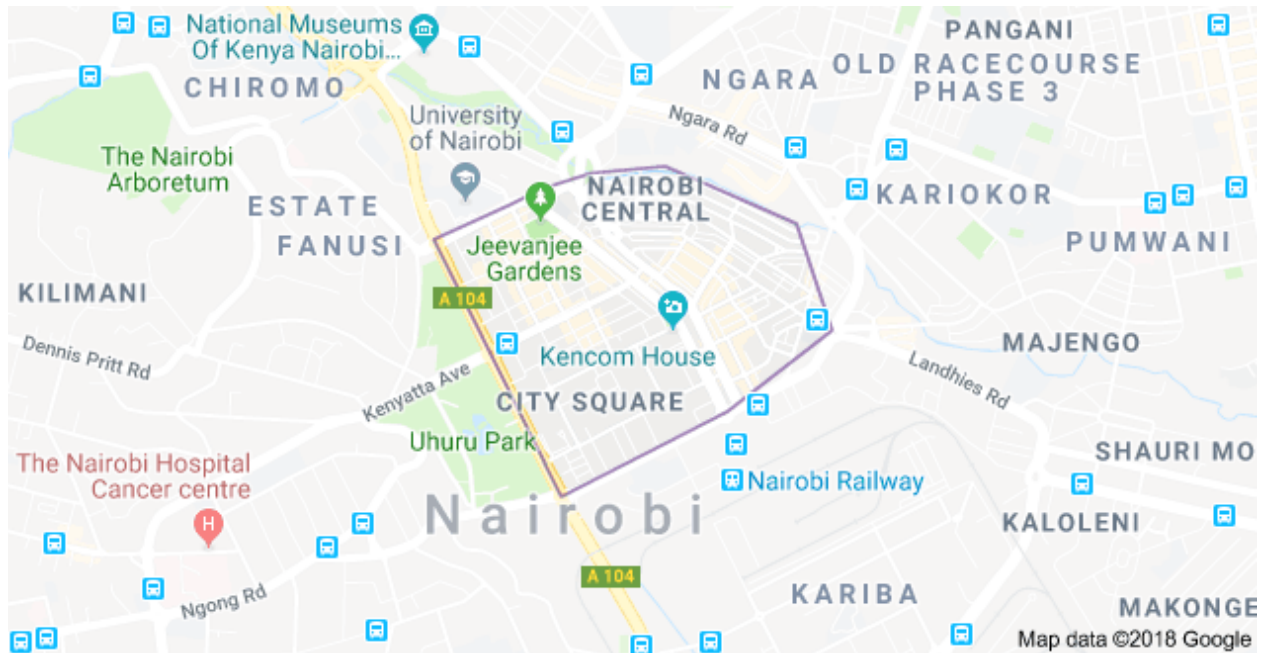 National Museums
Of Kenya Nairobi...
CHIROMO
PANGANI
NGARA
OLD RACECOURSE
PHASE 3
University
of Nairobi
Ngara Rd
The Nairobi
Arboretum
NAIROBI
CENTRAL
KARIOKOR
ESTATE
FANUSI
Jeevanjee
Gardens
PUMWANI
KILIMANI
A 104
Dennis Pritt Rd
Kencom House
MAJENGO
Landhies Rd
Kenyatta Ave
CITY SQUARE
Uhuru Park
SHAURI MO
The Nairobi Hospital
Cancer centre
Nairobi Railway
H
Nairobi
KALOLENI
A 104
KARIBA
Ngong Rd
MAKONGE
Map data ©2018 Google